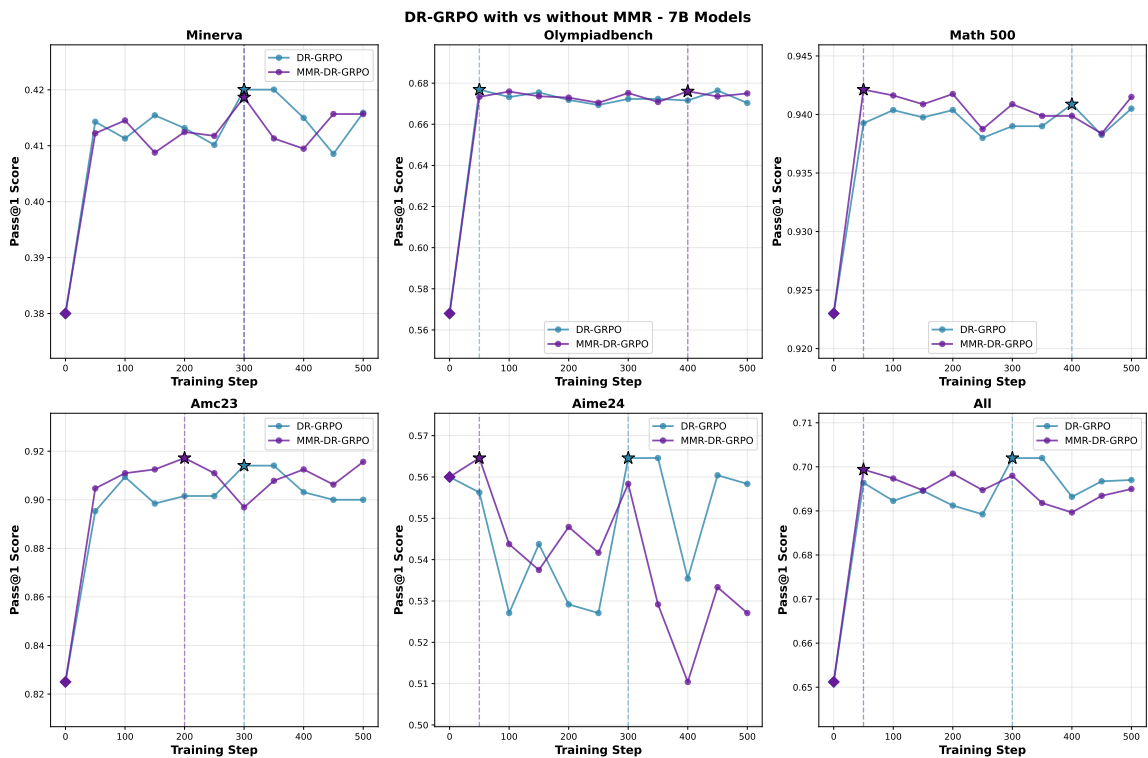 DR-GRPO with vs without MMR - 7B Models
Minerva
Pass@1 Score
0.42
0.41
0.40
0.39
0.38
0 100 200 300 400 500
Training Step
DR-GRPO
MMR-DR-GRPO
Olympiadbench
Pass@1 Score
0.68
0.66
0.64
0.62
0.60
0.58
0.56
0 100 200 300 400 500
Training Step
DR-GRPO
MMR-DR-GRPO
Math 500
Pass@1 Score
0.945
0.940
0.935
0.930
0.925
0.920
0 100 200 300 400 500
Training Step
DR-GRPO
MMR-DR-GRPO
Amc23
Pass@1 Score
0.92
0.90
0.88
0.86
0.84
0.82
0 100 200 300 400 500
Training Step
DR-GRPO
MMR-DR-GRPO
Aime24
Pass@1 Score
0.57
0.56
0.55
0.54
0.53
0.52
0.51
0.50
0 100 200 300 400 500
Training Step
DR-GRPO
MMR-DR-GRPO
All
Pass@1 Score
0.71
0.70
0.69
0.68
0.67
0.66
0.65
0 100 200 300 400 500
Training Step
DR-GRPO
MMR-DR-GRPO